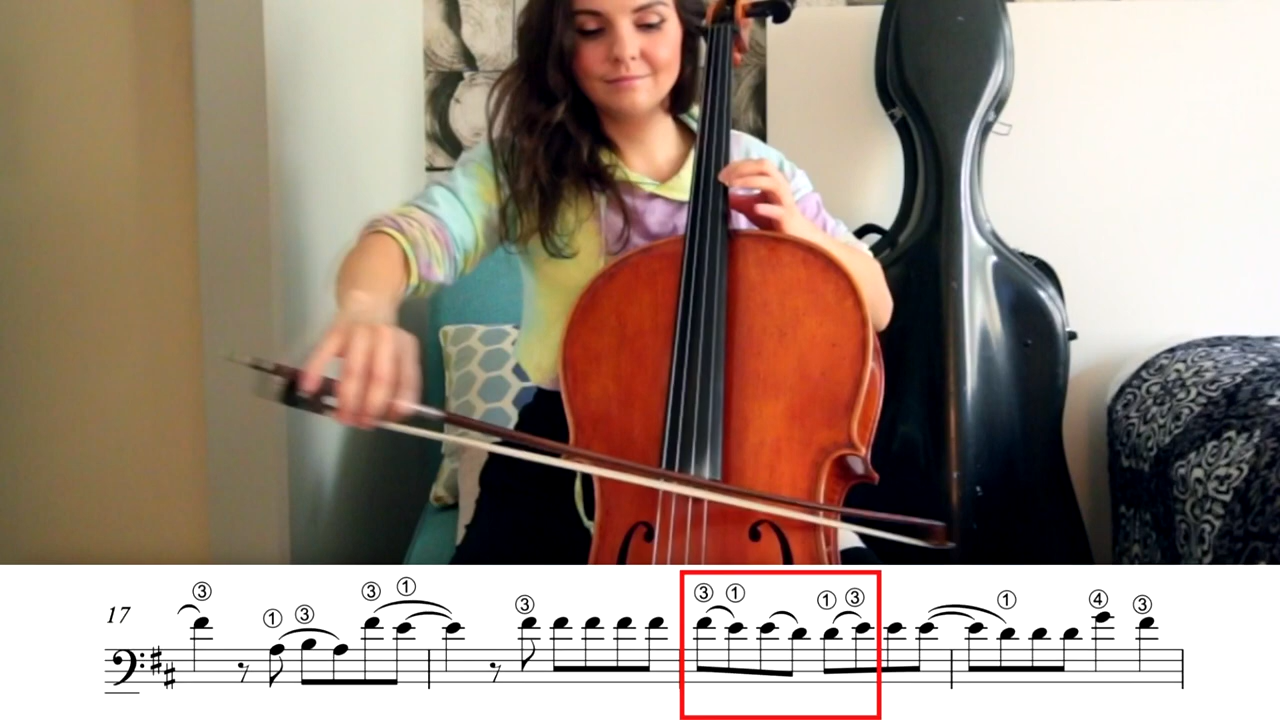 ③ ① ③ ③ ① ③ ③ ① ① ③ ① ④ ③
17